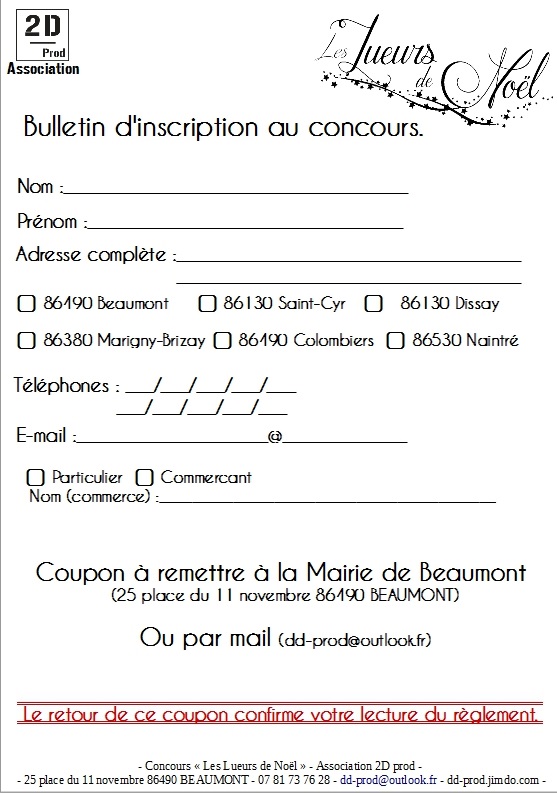 2D
Prod
Association
Les Lueurs de Noël
Bulletin d'inscription au concours.
Nom :
Prénom :
Adresse complète :
86490 Beaumont 86130 Saint-Cyr 86130 Dissay
86380 Marigny-Brizay 86490 Colombiers 86530 Naintré
Téléphones : ___/___/___/___/___
___/___/___/___/___
E-mail :____________________@______________
Particulier Commercant
Nom (commerce) :
Coupon à remettre à la Mairie de Beaumont
(25 place du 11 novembre 86490 BEAUMONT)
Ou par mail (dd-prod@outlook.fr)
Le retour de ce coupon confirme votre lecture du règlement.
- Concours « Les Lueurs de Noël » - Association 2D prod -
- 25 place du 11 novembre 86490 BEAUMONT - 07 81 73 76 28 - dd-prod@outlook.fr - dd-prod.jimdo.com -